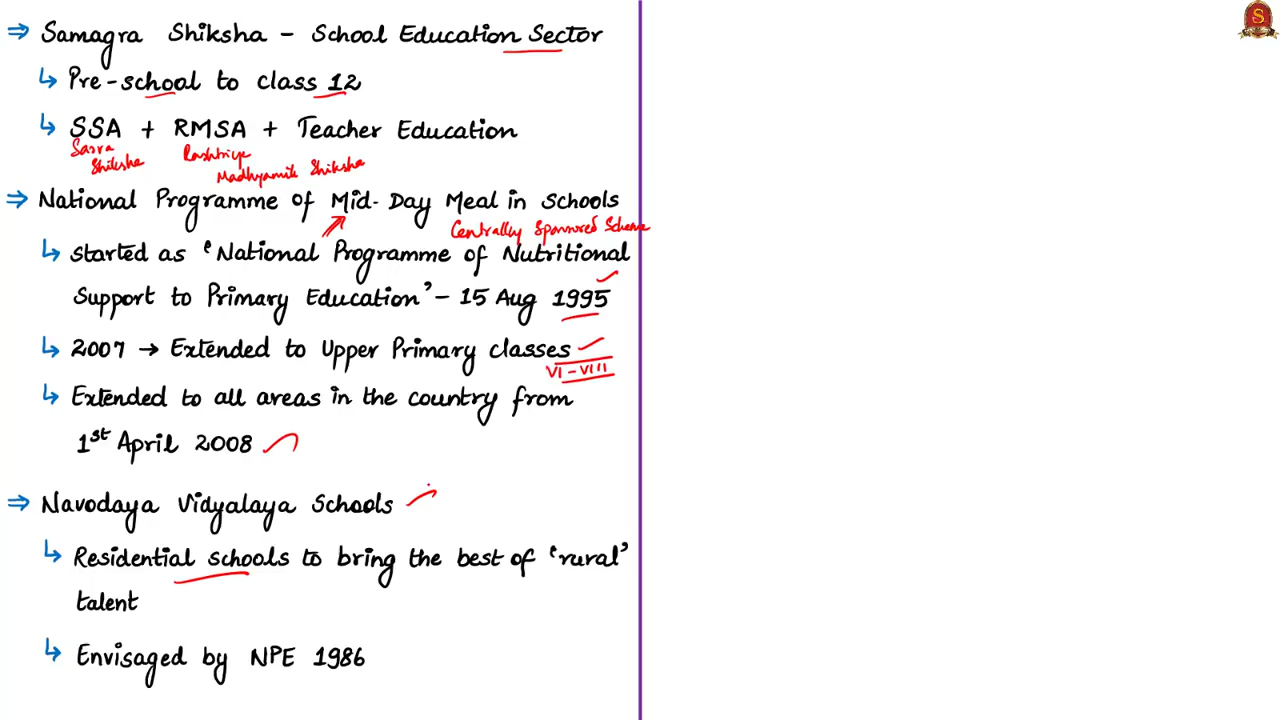 ⇒ Samagra Shiksha - School Education Sector
↳ Pre-school to class 12
↳ SSA + RMSA + Teacher Education
Sarva Rashtriya
Shiksha Madhyamik Shiksha
⇒ National Programme of Mid-Day Meal in Schools
Centrally Sponsored Scheme
↳ started as 'National Programme of Nutritional
Support to Primary Education' - 15 Aug 1995
↳ 2007 → Extended to Upper Primary classes
VI - VIII
↳ Extended to all areas in the country from
1st April 2008
⇒ Navodaya Vidyalaya Schools
↳ Residential schools to bring the best of 'rural'
talent
↳ Envisaged by NPE 1986
S